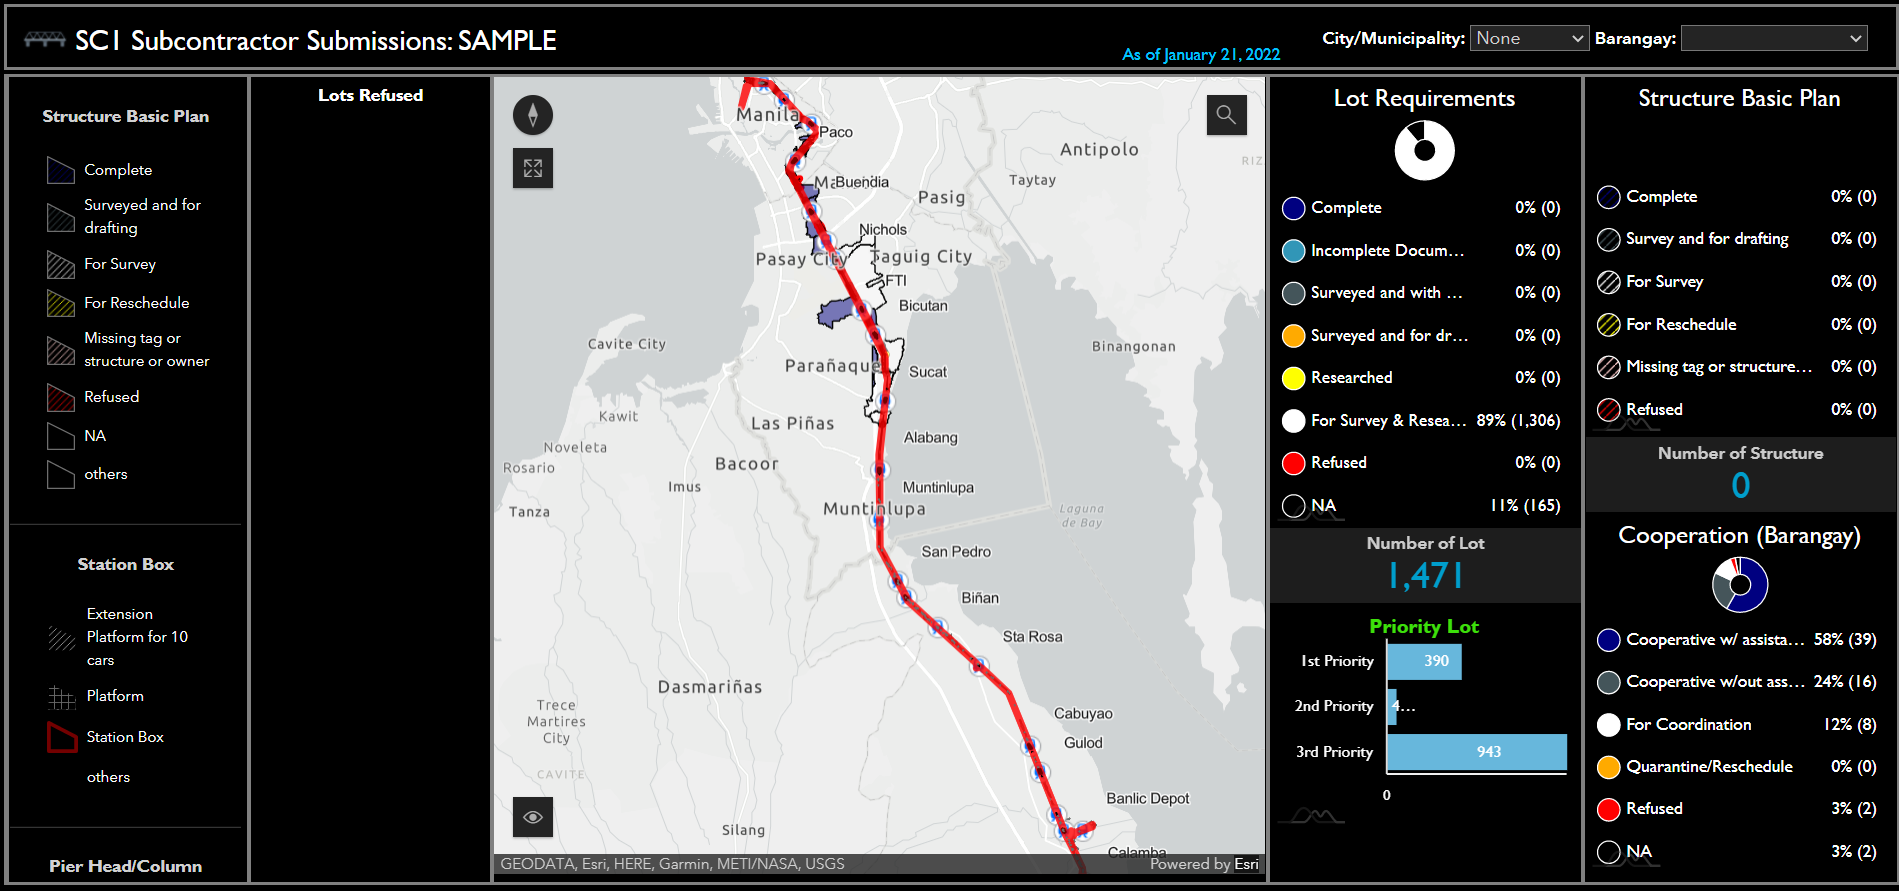 SC1 Subcontractor Submissions: SAMPLE
As of January 21, 2022
City/Municipality: None Barangay:
Structure Basic Plan
Complete
Surveyed and for
drafting
For Survey
For Reschedule
Missing tag or
structure or owner
Refused
NA
others
Station Box
Extension
Platform for 10
cars
Platform
Station Box
others
Pier Head/Column
Lots Refused
Manila
Paco
Antipolo
Taytay
RIZ
Buendia
Pasig
Nichols
Pasay City
Taguig City
FTI
Bicutan
Cavite City
Binangonan
Parañaque
Sucat
Kawit
Las Piñas
Alabang
Noveleta
Rosario
Bacoor
Imus
Muntinlupa
Tanza
Muntinlupa
Laguna
de Bay
San Pedro
Biñan
Sta Rosa
Dasmariñas
Trece
Martires
City
Cabuyao
Gulod
CAVITE
Banlic Depot
Silang
Calamba
GEODATA, Esri, HERE, Garmin, METI/NASA, USGS
Powered by Esri
Lot Requirements
Complete 0% (0)
Incomplete Docum... 0% (0)
Surveyed and with ... 0% (0)
Surveyed and for dr... 0% (0)
Researched 0% (0)
For Survey & Resea... 89% (1,306)
Refused 0% (0)
NA 11% (165)
Number of Lot
1,471
Priority Lot
1st Priority 390
2nd Priority 4...
3rd Priority 943
0
Structure Basic Plan
Complete 0% (0)
Survey and for drafting 0% (0)
For Survey 0% (0)
For Reschedule 0% (0)
Missing tag or structure... 0% (0)
Refused 0% (0)
Number of Structure
0
Cooperation (Barangay)
Cooperative w/ assista... 58% (39)
Cooperative w/out ass... 24% (16)
For Coordination 12% (8)
Quarantine/Reschedule 0% (0)
Refused 3% (2)
NA 3% (2)